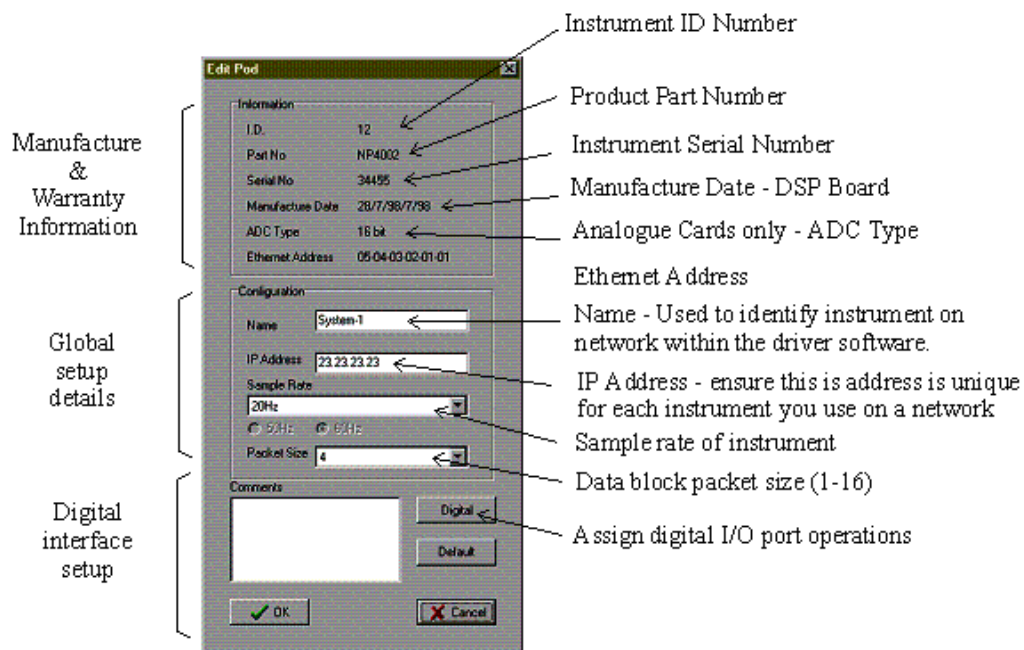 Instrument ID Number
Edit Pod
Information
I.D. 12
Product Part Number
Part No NP4002
Instrument Serial Number
Serial No 34455
Manufacture
&
Warranty
Information
Manufacture Date - DSP Board
Manufacture Date 28/7/98/7/98
Analogue Cards only - ADC Type
ADC Type 16 bit
Ethernet Address 05-04-03-02-01-01
Ethernet Address
Configuration
Name System-1
Name - Used to identify instrument on
network within the driver software.
Global
setup
details
IP Address 23.23.23.23
IP Address - ensure this is address is unique
for each instrument you use on a network
Sample Rate
20Hz
50Hz 60Hz
Sample rate of instrument
Packet Size 4
Data block packet size (1-16)
Comments
Digital
interface
setup
Digital
Assign digital I/O port operations
Default
OK
Cancel